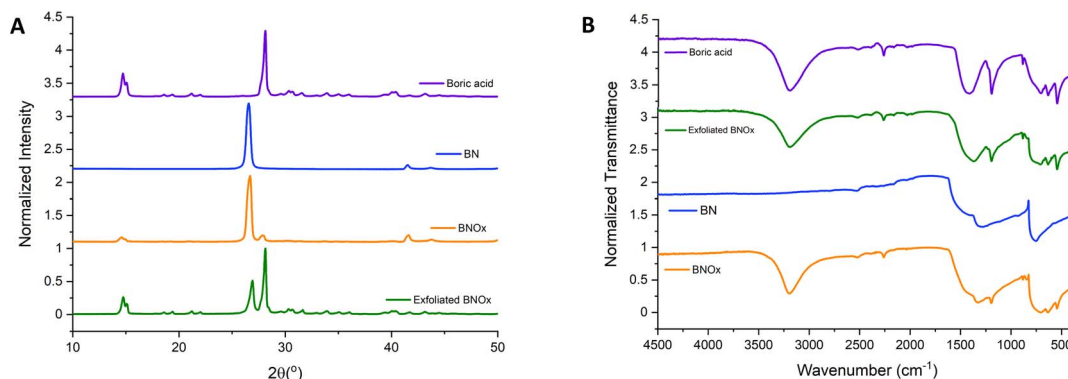 A
4.5
4
3.5
3
2.5
2
1.5
1
0.5
0
Normalized Intensity
Boric acid
BN
BNOx
Exfoliated BNOx
10
20
30
40
50
2θ(°)
B
4.5
4
3.5
3
2.5
2
1.5
1
0.5
0
Normalized Transmittance
Boric acid
Exfoliated BNOx
BN
BNOx
4500
4000
3500
3000
2500
2000
1500
1000
500
Wavenumber (cm⁻¹)